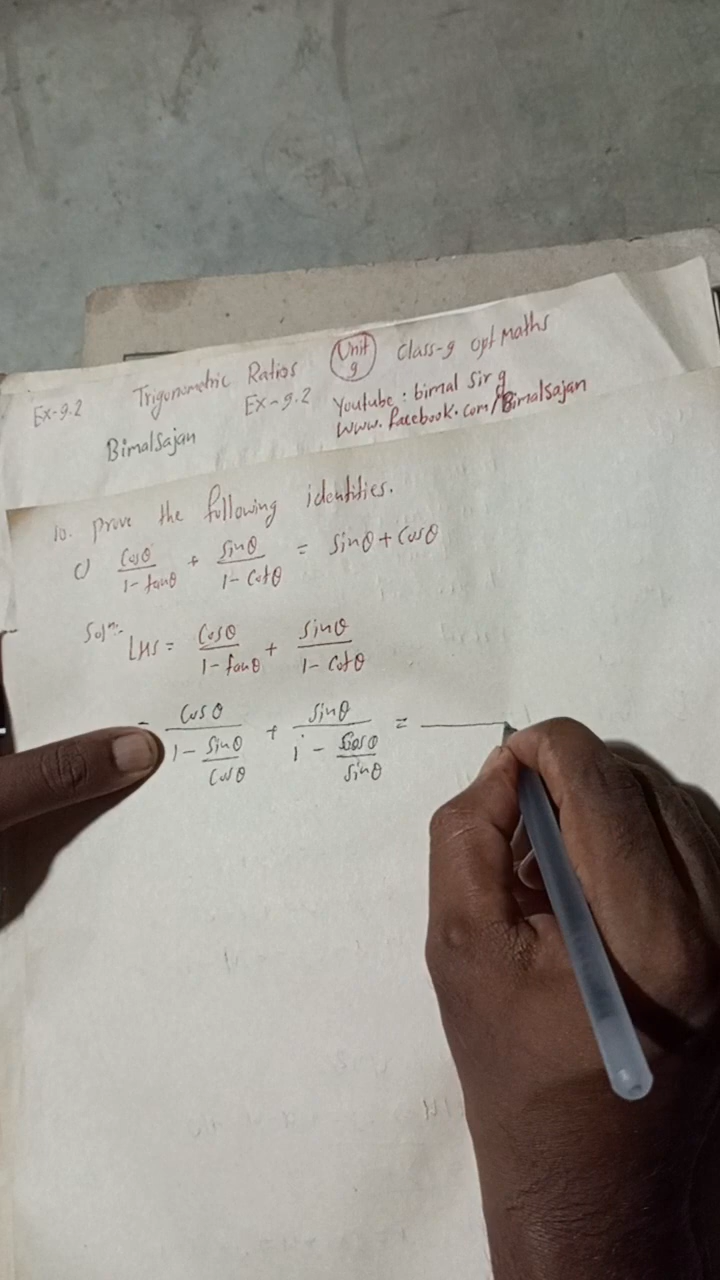 Ex-9.2 Trigonometric Ratios Unit 9 Class-9 opt Maths
Bimalsajan Ex-9.2 Youtube : bimal Sir g
www.facebook.com/Bimalsajan
10. prove the following identities.
c) Cosθ/1-tanθ + Sinθ/1-Cotθ = Sinθ+Cosθ
Solⁿ:- LHS = Cosθ/1-tanθ + Sinθ/1-Cotθ
= Cosθ/(1-Sinθ/Cosθ) + Sinθ/(1-Cosθ/Sinθ) =